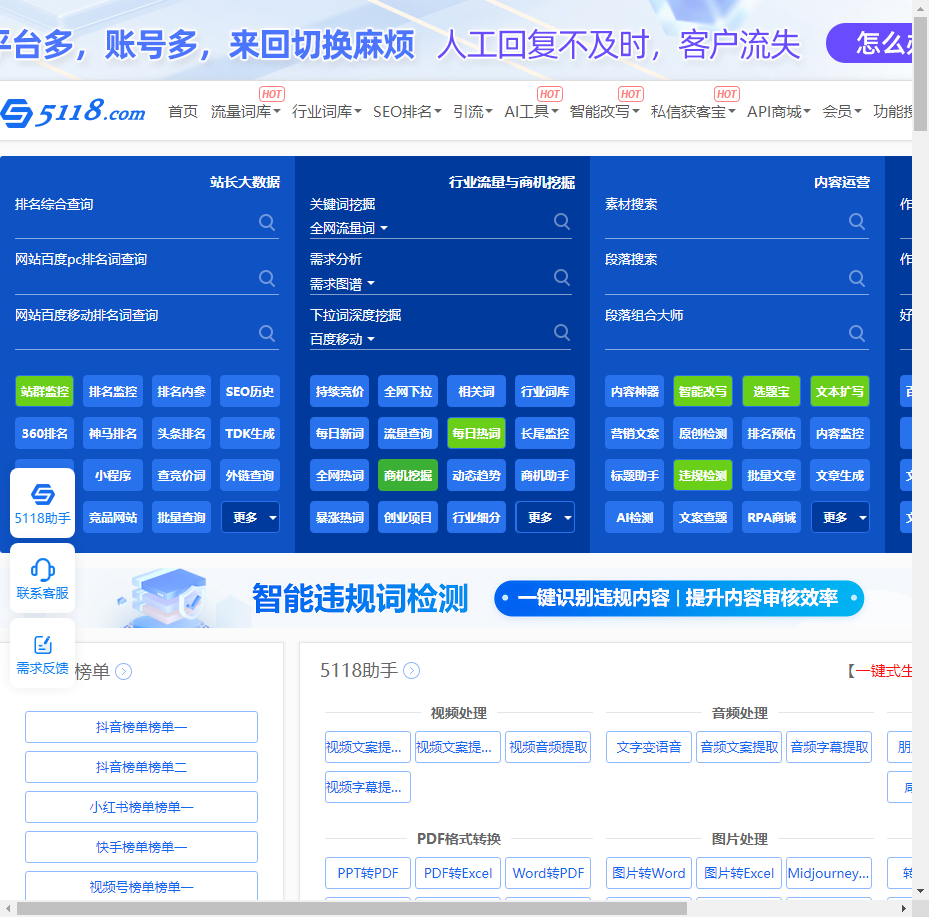 平台多，账号多，来回切换麻烦 人工回复不及时，客户流失 怎么
5118.com
首页 流量词库 HOT 行业词库 SEO排名 引流 AI工具 HOT 智能改写 HOT 私信获客宝 HOT API商城 会员 功能搜
站长大数据
排名综合查询
网站百度pc排名词查询
网站百度移动排名词查询
站群监控 排名监控 排名内参 SEO历史
360排名 神马排名 头条排名 TDK生成
小程序 查竞价词 外链查询
竞品网站 批量查询 更多
行业流量与商机挖掘
关键词挖掘
全网流量词
需求分析
需求图谱
下拉词深度挖掘
百度移动
持续竞价 全网下拉 相关词 行业词库
每日新词 流量查询 每日热词 长尾监控
全网热词 商机挖掘 动态趋势 商机助手
暴涨热词 创业项目 行业细分 更多
内容运营
素材搜索
段落搜索
段落组合大师
内容神器 智能改写 选题宝 文本扩写
营销文案 原创检测 排名预估 内容监控
标题助手 违规检测 批量文章 文章生成
AI检测 文案查题 RPA商城 更多
作
作
好
5118助手
联系客服
需求反馈
智能违规词检测 一键识别违规内容 | 提升内容审核效率
榜单
抖音榜单榜单一
抖音榜单榜单二
小红书榜单榜单一
快手榜单榜单一
视频号榜单榜单一
5118助手
【一键式生
视频处理
视频文案提... 视频文案提... 视频音频提取
视频字幕提...
音频处理
文字变语音 音频文案提取 音频字幕提取
PDF格式转换
PPT转PDF PDF转Excel Word转PDF
图片处理
图片转Word 图片转Excel Midjourney...
朋
转